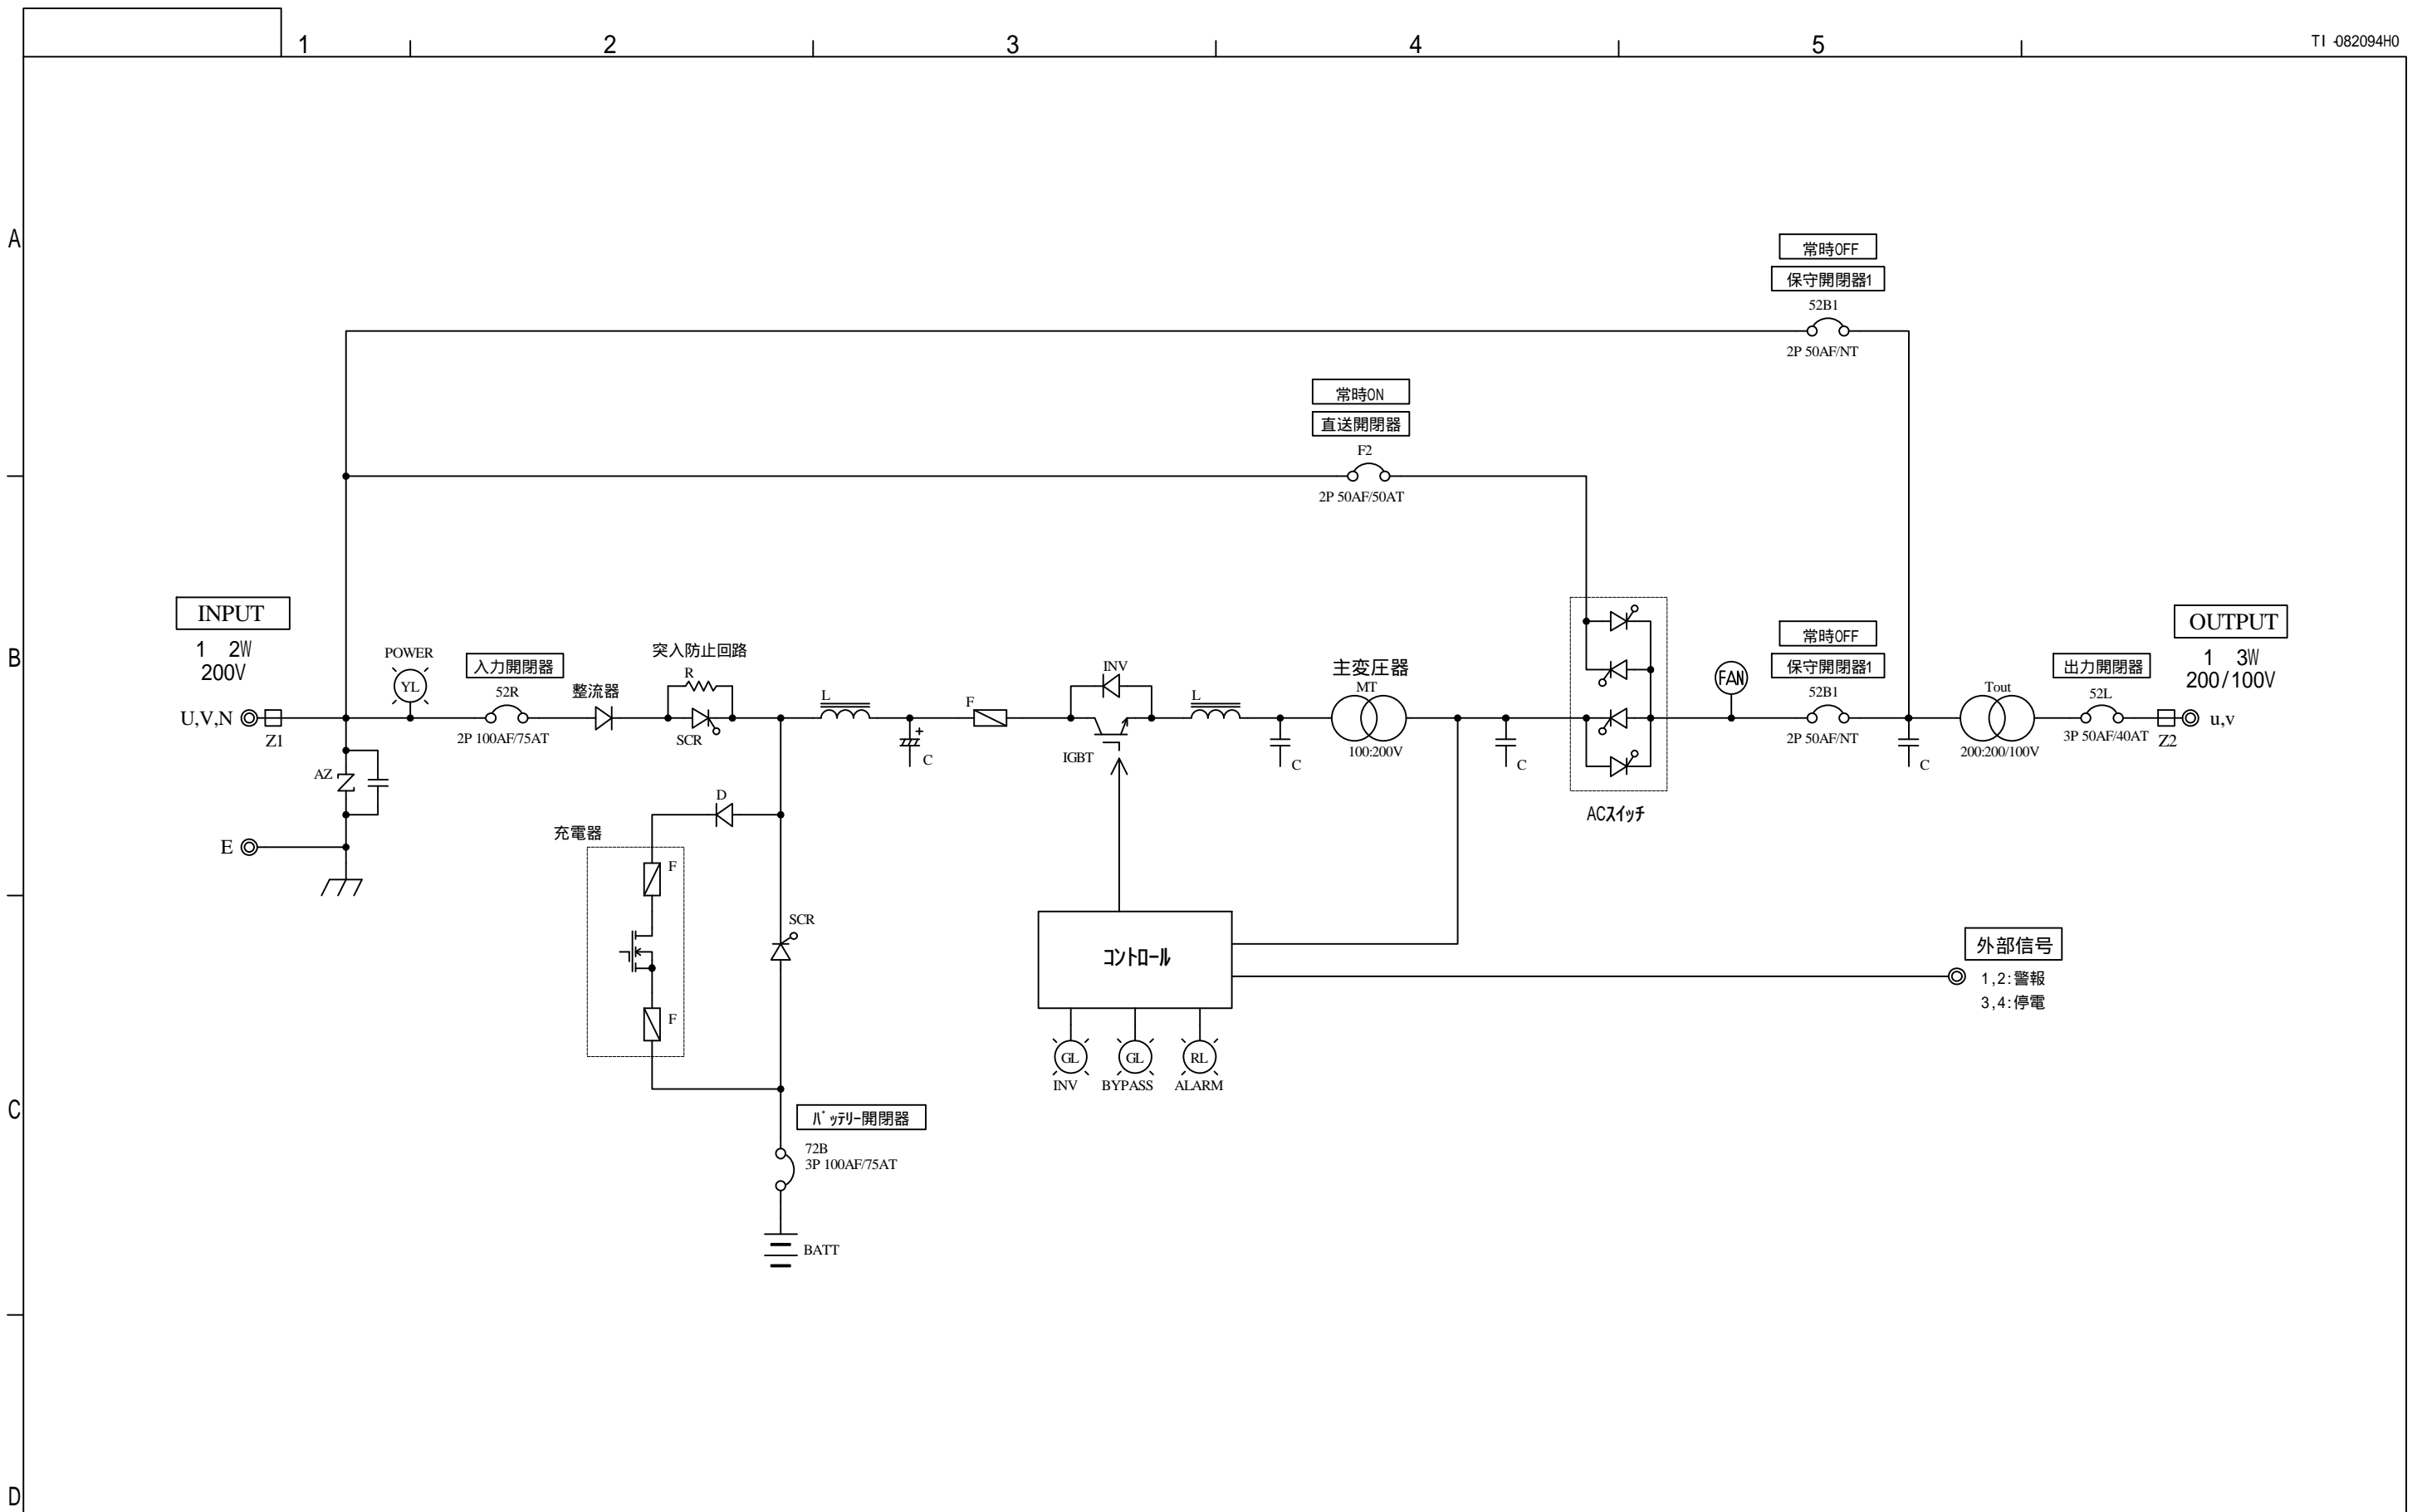 1
2
3
4
5
TI-082094H0
A
常時OFF
保守開閉器1
52B1
2P 50AF/NT
常時ON
直送開閉器
F2
2P 50AF/50AT
B
INPUT
1 2W
200V
U,V,N
Z1
POWER
YL
入力開閉器
52R
2P 100AF/75AT
整流器
突入防止回路
R
SCR
L
C
F
INV
IGBT
L
C
主変圧器
MT
100:200V
C
ACスイッチ
FAN
常時OFF
保守開閉器1
52B1
2P 50AF/NT
C
Tout
200:200/100V
出力開閉器
52L
3P 50AF/40AT
OUTPUT
1 3W
200/100V
Z2
u,v
AZ
E
D
充電器
F
F
SCR
コントロール
外部信号
1,2:警報
3,4:停電
GL
GL
RL
INV
BYPASS
ALARM
C
バッテリー開閉器
72B
3P 100AF/75AT
BATT
D